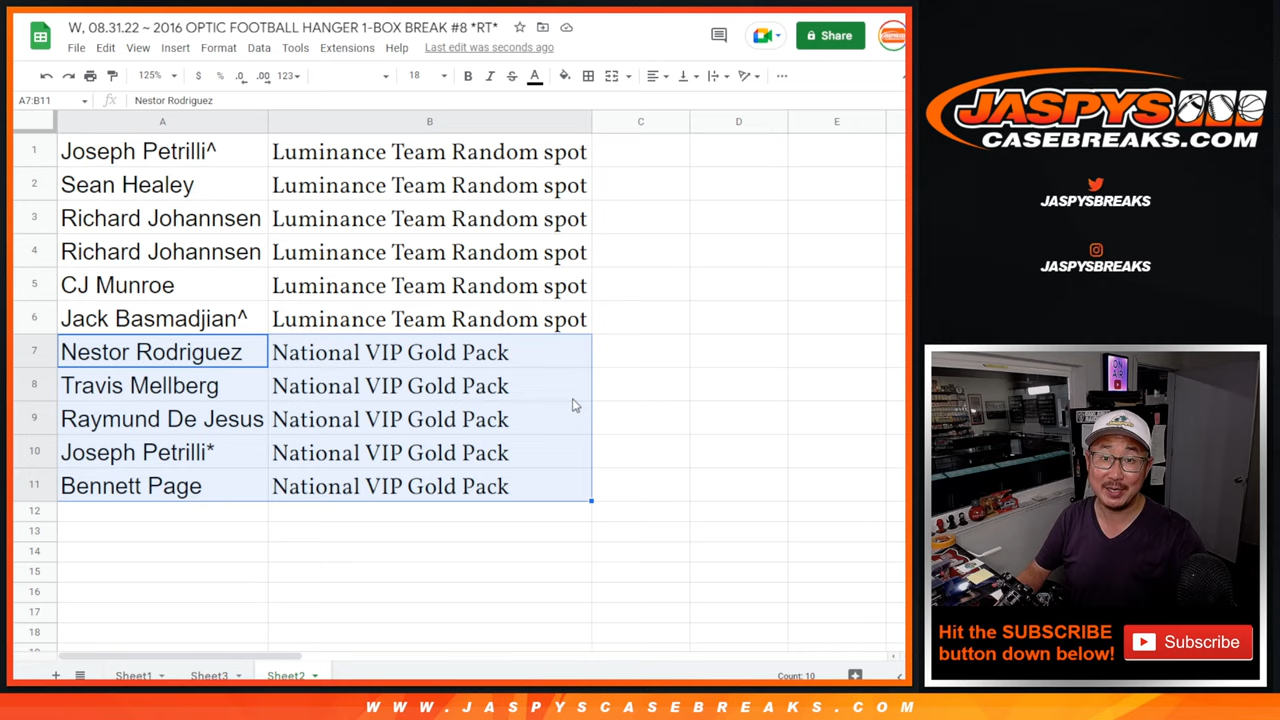 W, 08.31.22 ~ 2016 OPTIC FOOTBALL HANGER 1-BOX BREAK #8 *RT*
File Edit View Insert Format Data Tools Extensions Help Last edit was seconds ago
Share
125% $ % .0 .00 123 18 B I S A
A7:B11 fx Nestor Rodriguez
A B C D E
1 Joseph Petrilli^ Luminance Team Random spot
2 Sean Healey Luminance Team Random spot
3 Richard Johannsen Luminance Team Random spot
4 Richard Johannsen Luminance Team Random spot
5 CJ Munroe Luminance Team Random spot
6 Jack Basmadjian^ Luminance Team Random spot
7 Nestor Rodriguez National VIP Gold Pack
8 Travis Mellberg National VIP Gold Pack
9 Raymund De Jesus National VIP Gold Pack
10 Joseph Petrilli* National VIP Gold Pack
11 Bennett Page National VIP Gold Pack
12
13
14
15
16
17
18
Sheet1 Sheet3 Sheet2 Count: 10
JASPYS
CASEBREAKS.COM
JASPYSBREAKS
JASPYSBREAKS
ON AIR
Hit the SUBSCRIBE
button down below!
Subscribe
WWW.JASPYSCASEBREAKS.COM